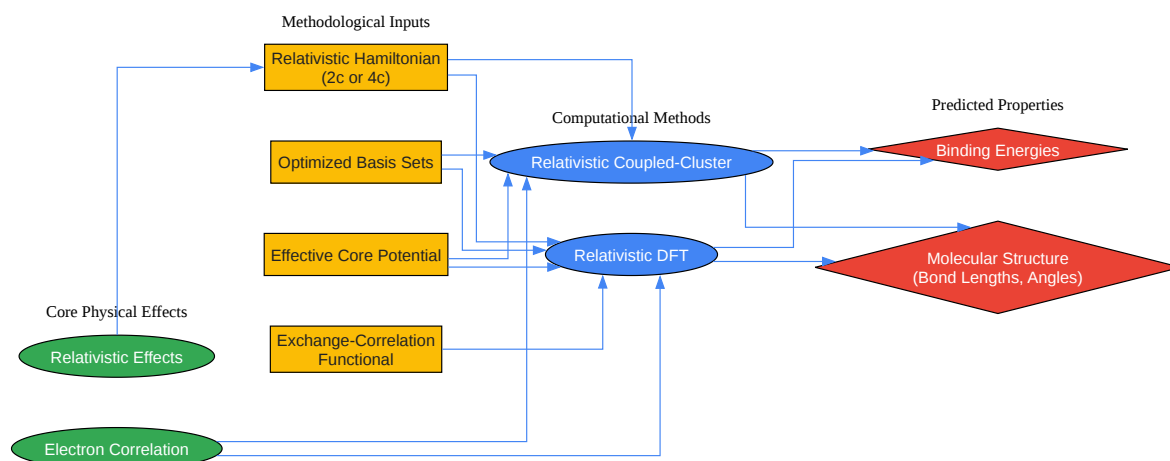 Methodological Inputs
Relativistic Hamiltonian
(2c or 4c)
Optimized Basis Sets
Effective Core Potential
Exchange-Correlation
Functional
Core Physical Effects
Relativistic Effects
Electron Correlation
Computational Methods
Relativistic Coupled-Cluster
Relativistic DFT
Predicted Properties
Binding Energies
Molecular Structure
(Bond Lengths, Angles)